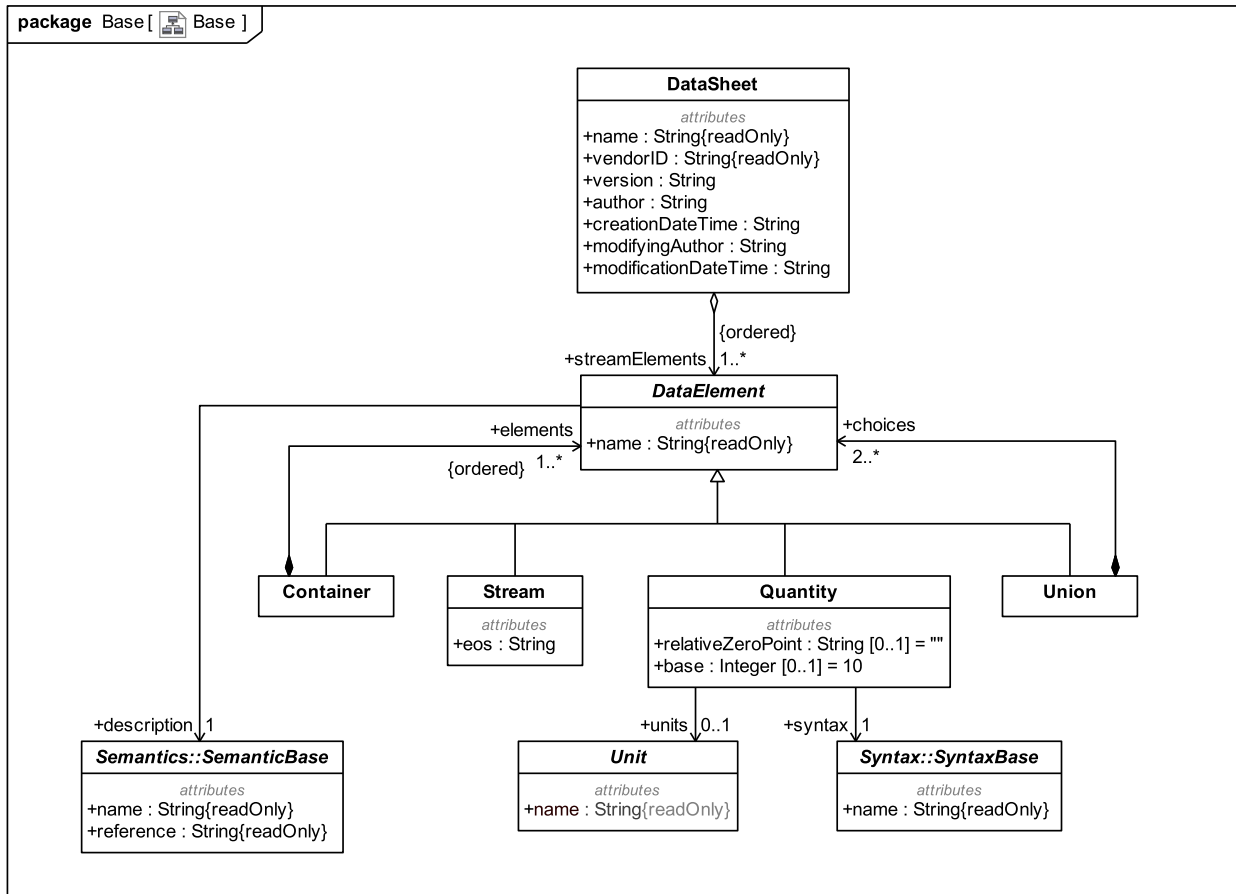 package Base [ Base ]
DataSheet
attributes
+name : String{readOnly}
+vendorID : String{readOnly}
+version : String
+author : String
+creationDateTime : String
+modifyingAuthor : String
+modificationDateTime : String
{ordered}
+streamElements 1..*
DataElement
attributes
+name : String{readOnly}
+elements
{ordered} 1..*
+choices
2..*
Container
Stream
attributes
+eos : String
Quantity
attributes
+relativeZeroPoint : String [0..1] = ""
+base : Integer [0..1] = 10
Union
+description 1
+units 0..1
+syntax 1
Semantics::SemanticBase
attributes
+name : String{readOnly}
+reference : String{readOnly}
Unit
attributes
+name : String{readOnly}
Syntax::SyntaxBase
attributes
+name : String{readOnly}